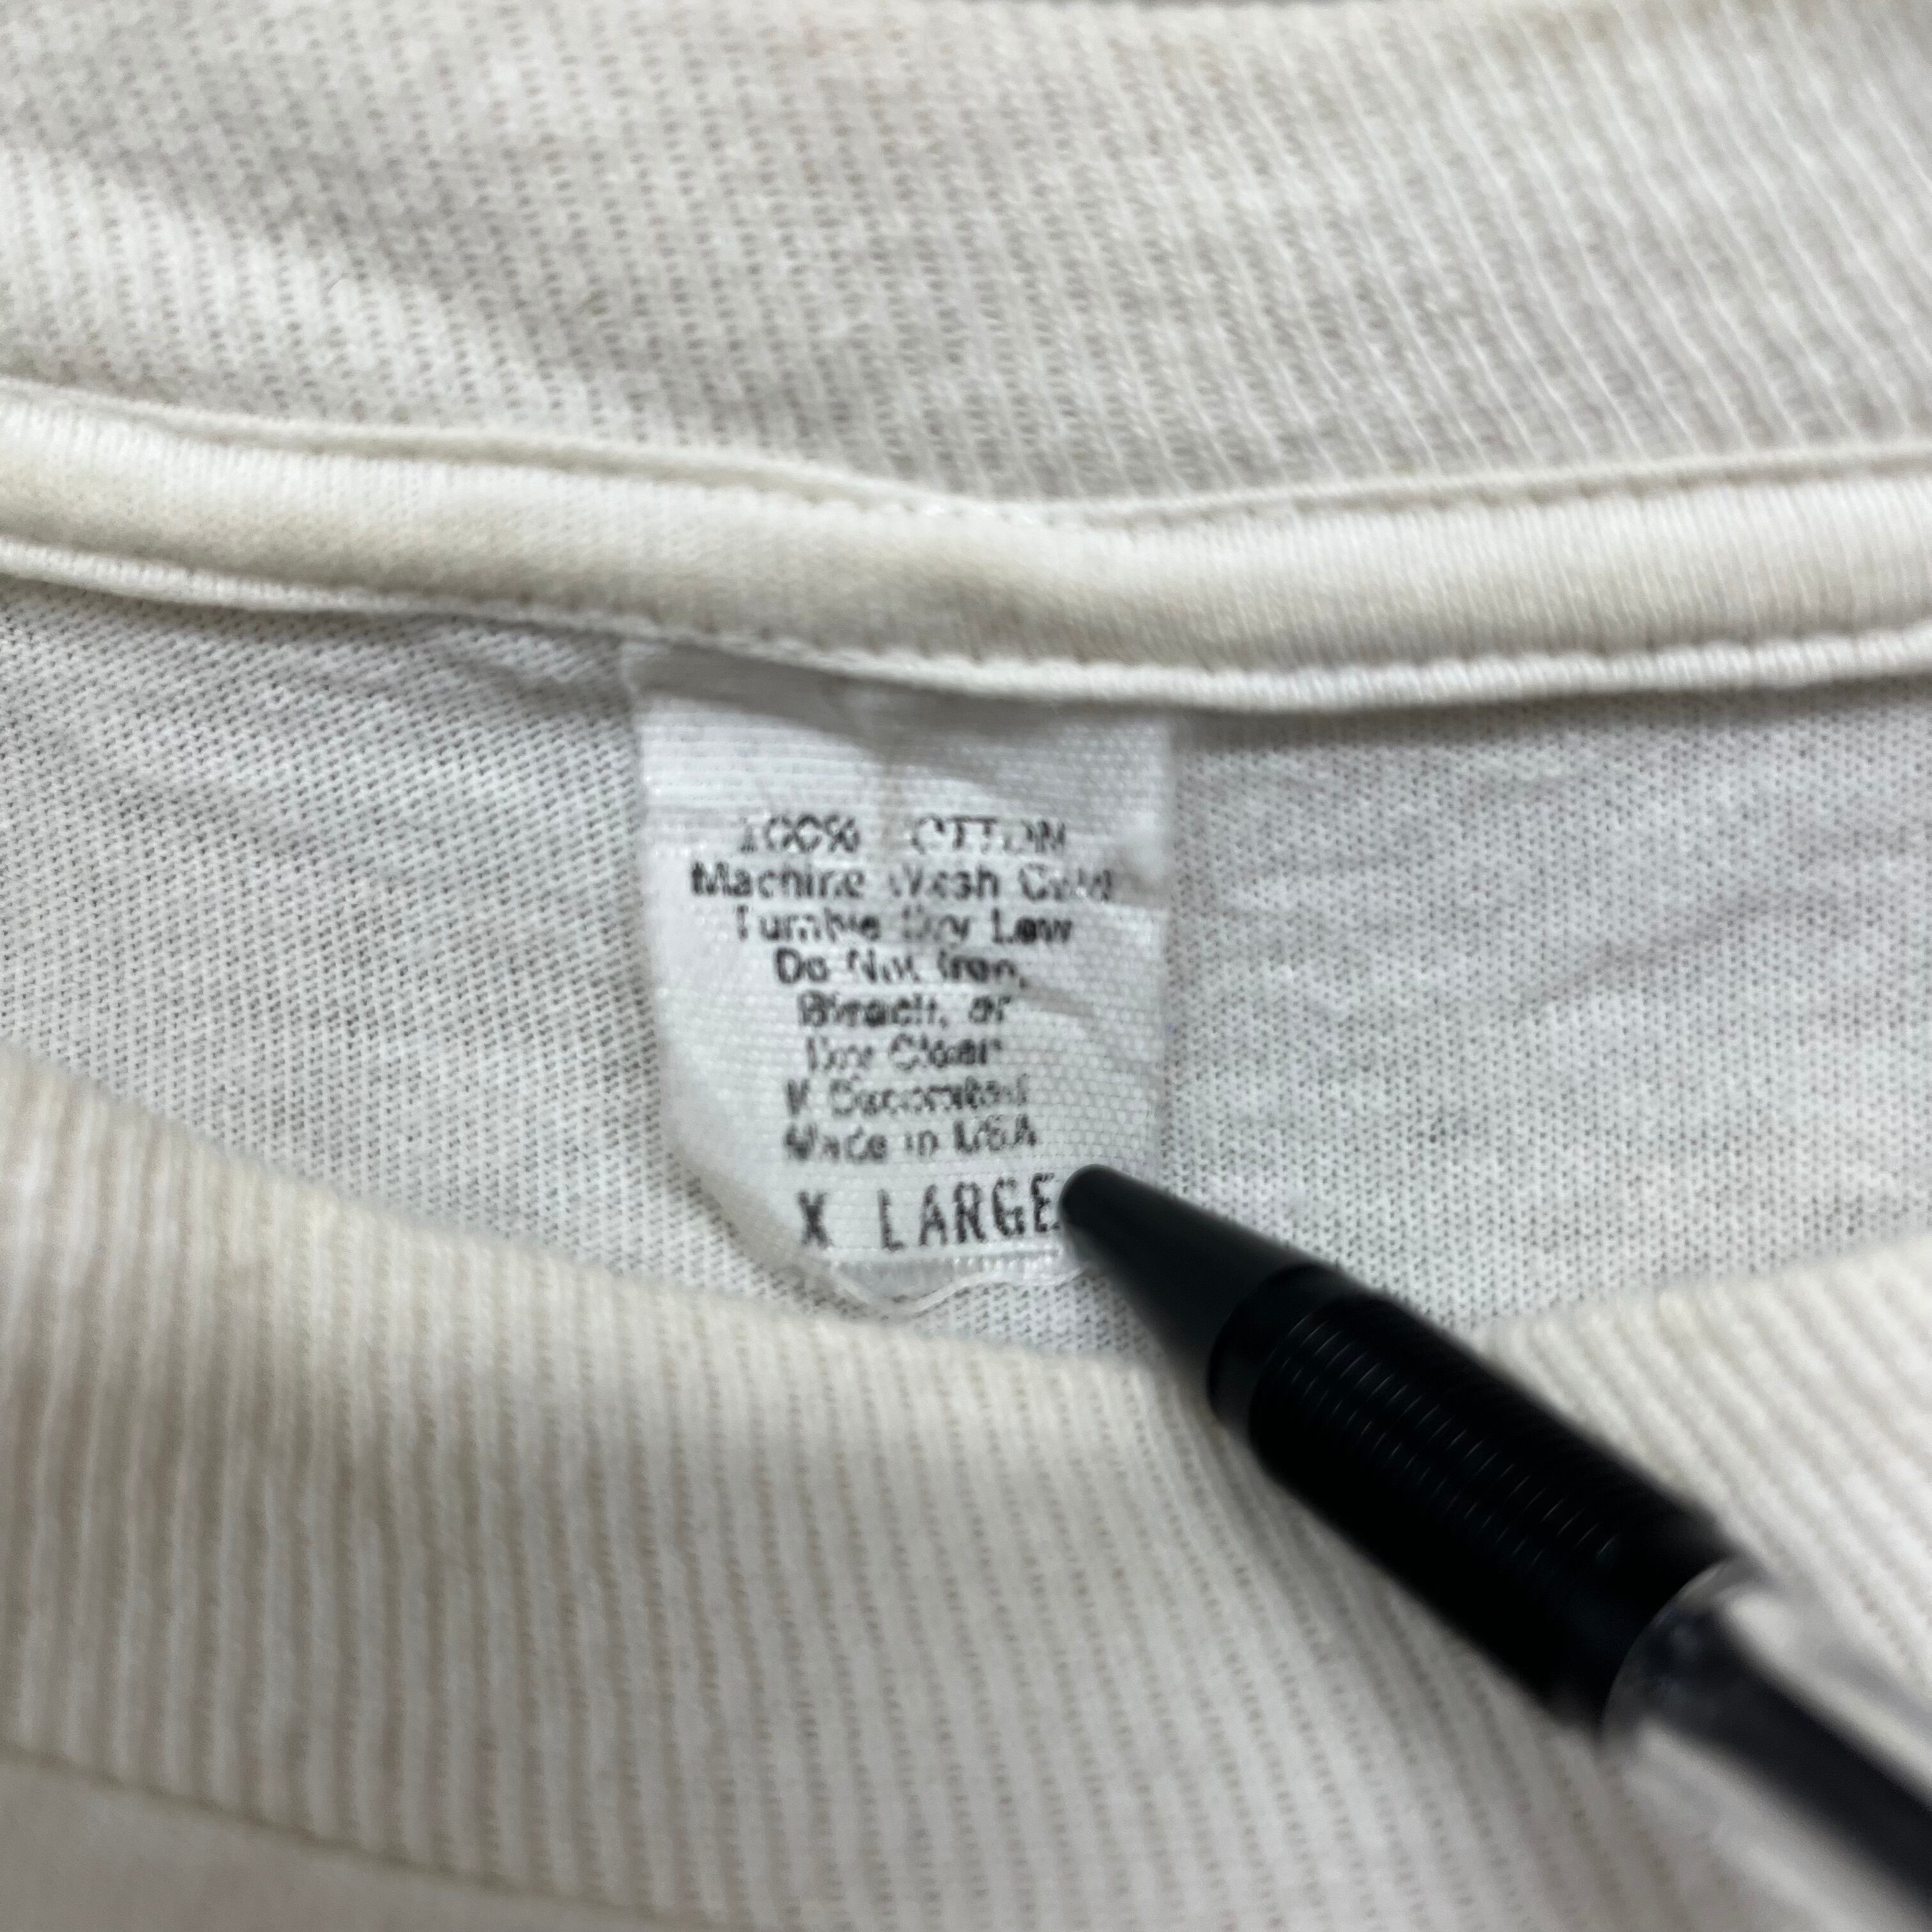 100% COTTON
Machine Wash Cold
Tumble Dry Low
Do Not Iron,
Bleach, or
Dry Clean
If Decorated
Made in USA
X LARGE